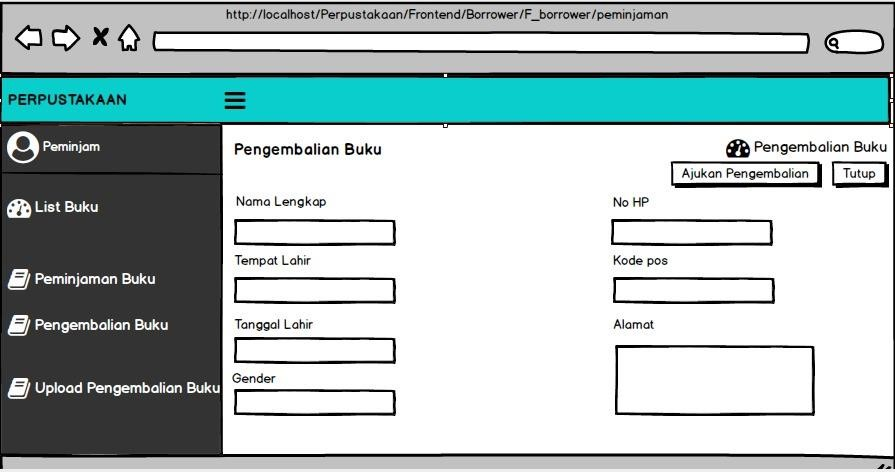 http://localhost/Perpustakaan/Frontend/Borrower/F_borrower/peminjaman
PERPUSTAKAAN
Peminjam
List Buku
Peminjaman Buku
Pengembalian Buku
Upload Pengembalian Buku
Pengembalian Buku
Pengembalian Buku
Ajukan Pengembalian
Tutup
Nama Lengkap
No HP
Tempat Lahir
Kode pos
Tanggal Lahir
Alamat
Gender